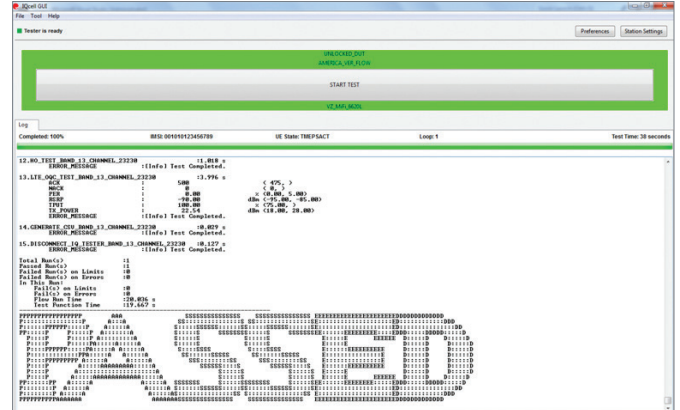 IQcell GUI
File Tool Help
Tester is ready
Preferences
Station Settings
UNLOCKED_DUT
AMERICA_VER_FLOW
START TEST
VZ_MiFi_6620L
Log
Completed: 100% IMSI: 001010123456789 UE State: TMEPSACT Loop: 1 Test Time: 38 seconds
12.HO_TEST_BAND_13_CHANNEL_23230 :1.018 s
ERROR_MESSAGE :[Info] Test Completed.
13.LTE_OQC_TEST_BAND_13_CHANNEL_23230 :3.996 s
ACK : 500 ( 475, )
NACK : 0 ( 0, )
PER : 0.00 % (0.00, 5.00)
RSRP : -90.00 dBm (-95.00, -85.00)
TPUT : 100.00 % (75.00, )
TX_POWER : 22.54 dBm (18.00, 28.00)
ERROR_MESSAGE :[Info] Test Completed.
14.GENERATE_CSV_BAND_13_CHANNEL_23230 :0.029 s
ERROR_MESSAGE :[Info] Test Completed.
15.DISCONNECT_IQ_TESTER_BAND_13_CHANNEL_23230 :0.127 s
ERROR_MESSAGE :[Info] Test Completed.
Total Run(s) :1
Passed Run(s) :1
Failed Run(s) on Limits :0
Failed Run(s) on Errors :0
In This Run:
Fail(s) on Limits :0
Fail(s) on Errors :0
Flow Run Time :20.036 s
Test Function Time :19.667 s
PASSED